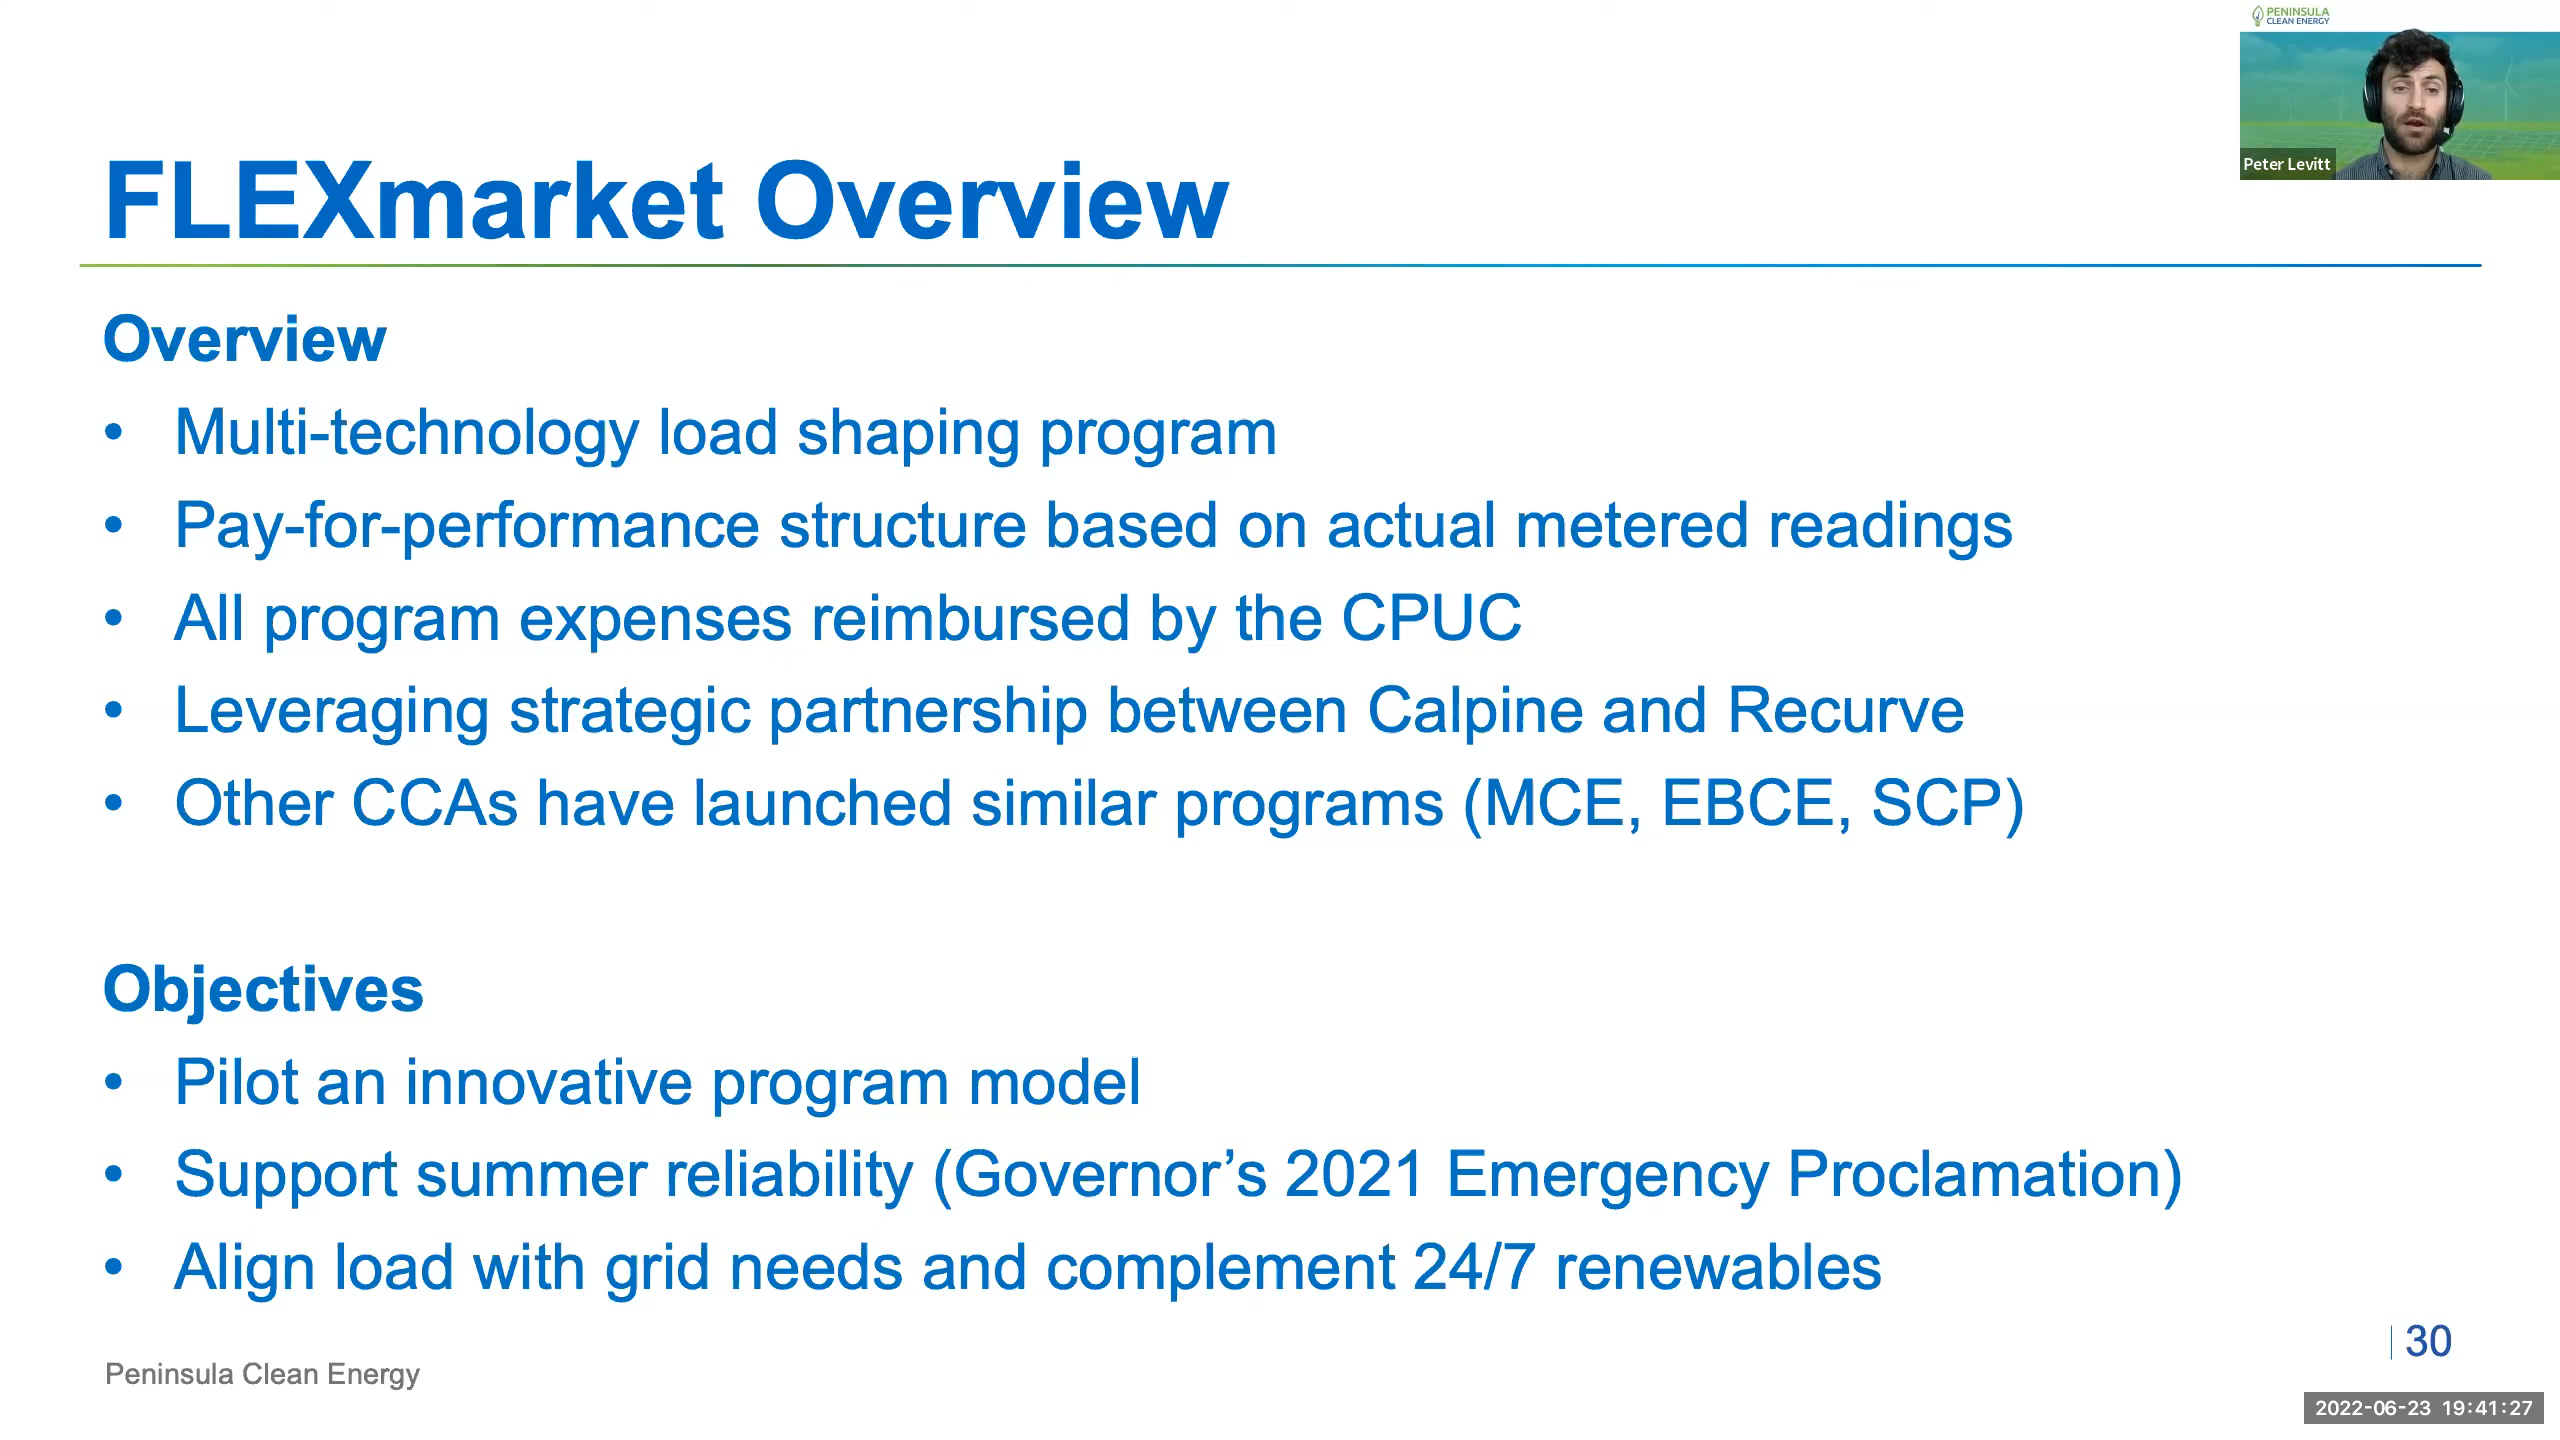 PENINSULA
CLEAN ENERGY
Peter Levitt
FLEXmarket Overview
Overview
• Multi-technology load shaping program
• Pay-for-performance structure based on actual metered readings
• All program expenses reimbursed by the CPUC
• Leveraging strategic partnership between Calpine and Recurve
• Other CCAs have launched similar programs (MCE, EBCE, SCP)
Objectives
• Pilot an innovative program model
• Support summer reliability (Governor’s 2021 Emergency Proclamation)
• Align load with grid needs and complement 24/7 renewables
30
Peninsula Clean Energy
2022-06-23 19:41:27